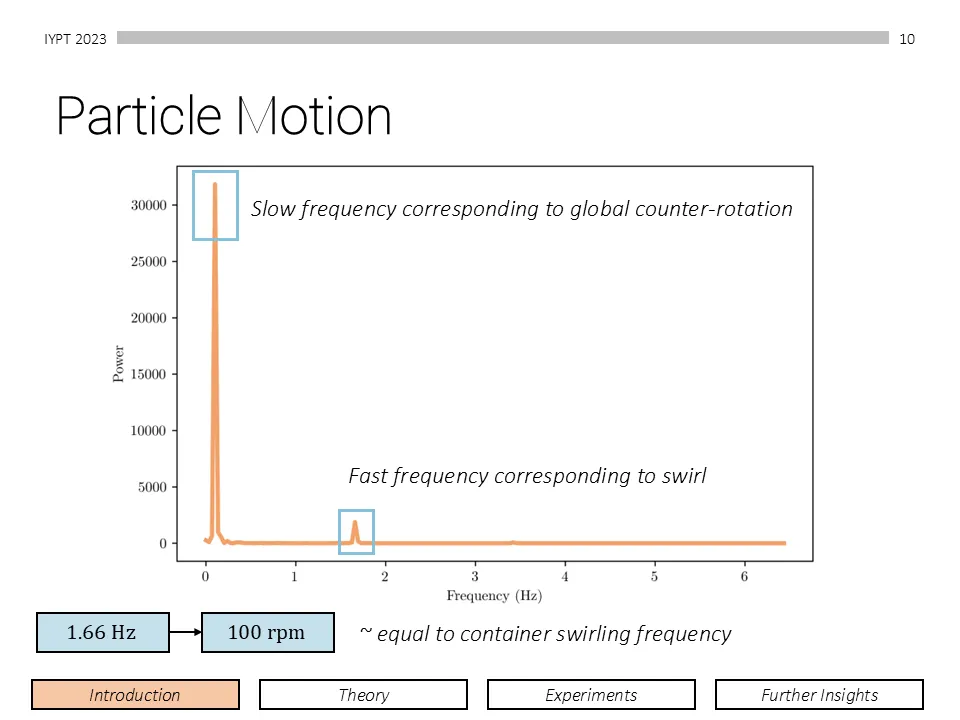 IYPT 2023
10
Particle Motion
Slow frequency corresponding to global counter-rotation
30000
25000
20000
15000
10000
5000
0
Power
Fast frequency corresponding to swirl
0 1 2 3 4 5 6
Frequency (Hz)
1.66 Hz
100 rpm
~ equal to container swirling frequency
Introduction
Theory
Experiments
Further Insights